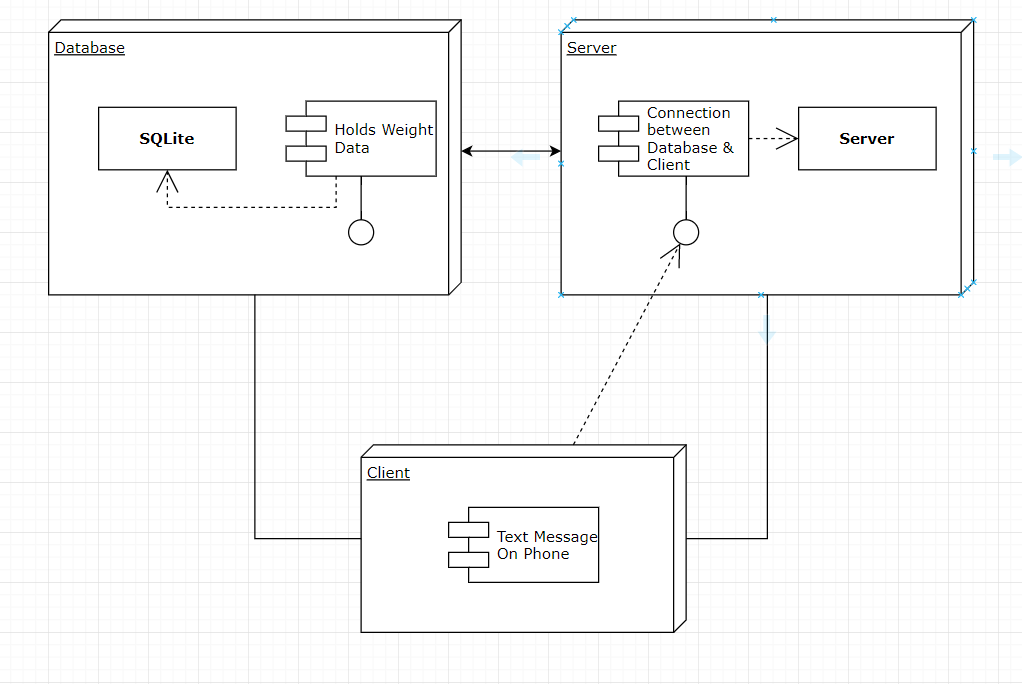 Database
Server
SQLite
Holds Weight
Data
Connection
between
Database &
Client
Server
Client
Text Message
On Phone